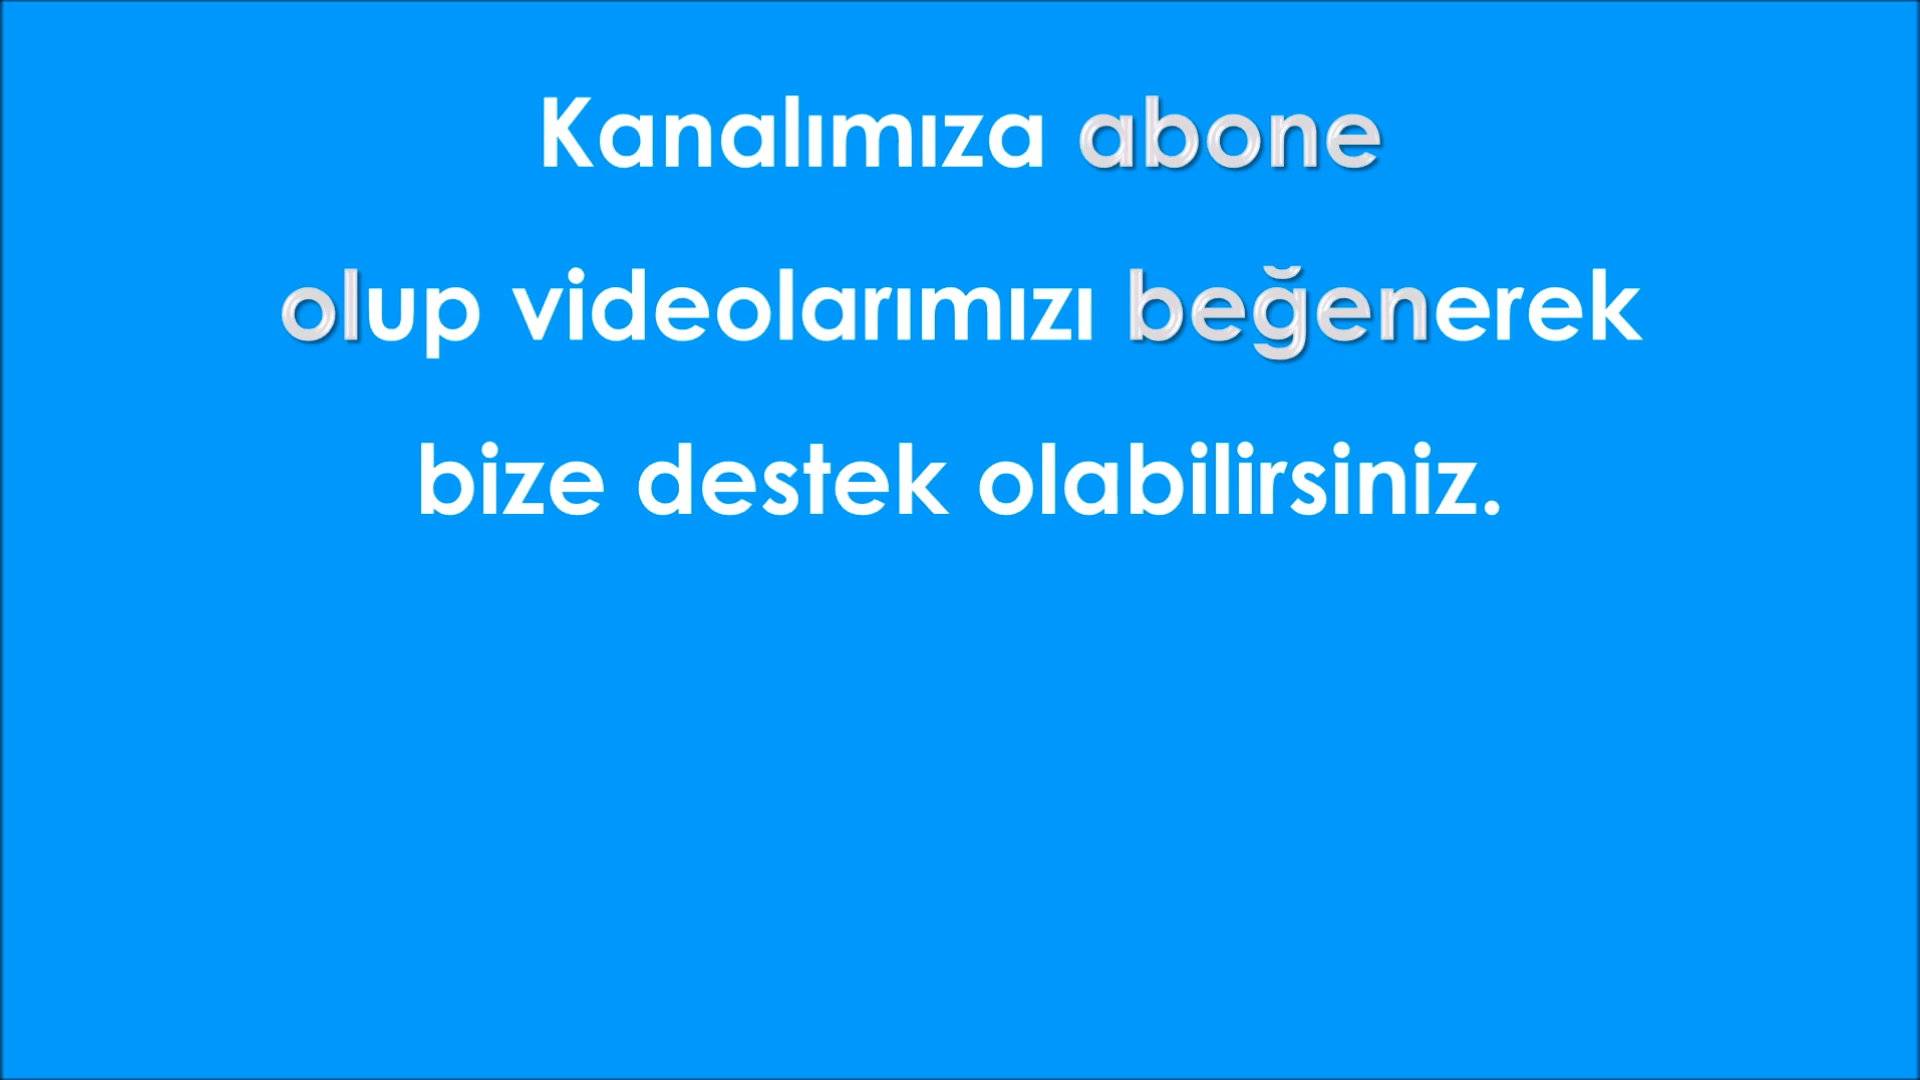 Kanalımıza abone
olup videolarımızı beğenerek
bize destek olabilirsiniz.